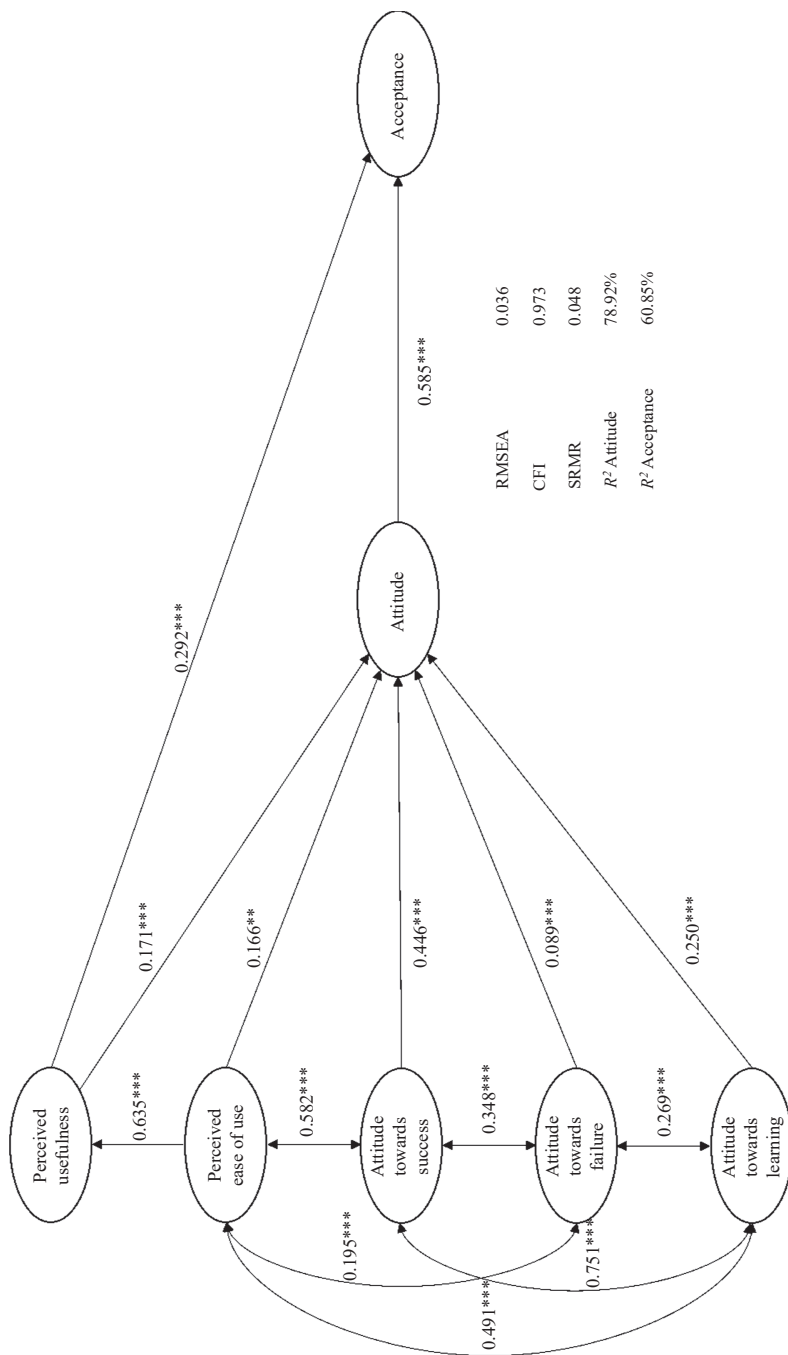 Perceived
usefulness
Perceived
ease of use
Attitude
towards
success
Attitude
towards
failure
Attitude
towards
learning
0.635***
0.582***
0.348***
0.269***
0.195***
0.751***
0.491***
0.171***
0.166**
0.446***
0.089***
0.250***
0.292***
Attitude
0.585***
Acceptance
RMSEA 0.036
CFI 0.973
SRMR 0.048
R² Attitude 78.92%
R² Acceptance 60.85%